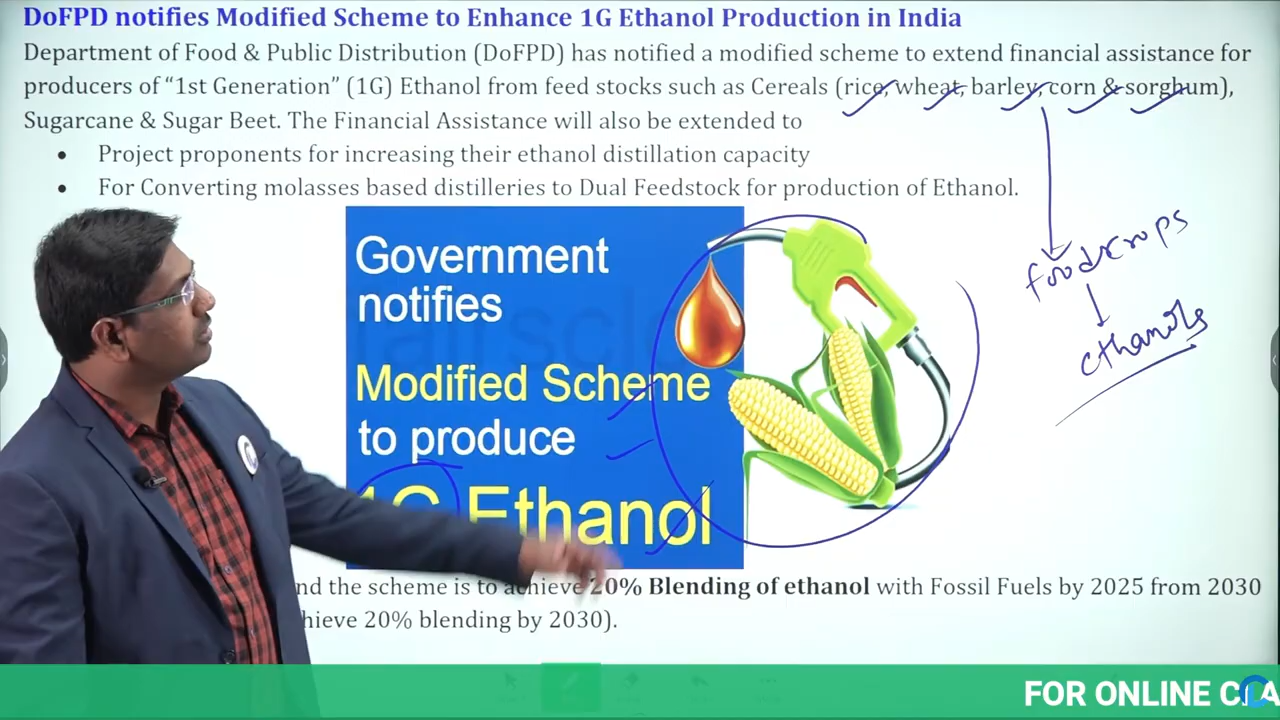 DoFPD notifies Modified Scheme to Enhance 1G Ethanol Production in India
Department of Food & Public Distribution (DoFPD) has notified a modified scheme to extend financial assistance for
producers of “1st Generation” (1G) Ethanol from feed stocks such as Cereals (rice, wheat, barley, corn & sorghum),
Sugarcane & Sugar Beet. The Financial Assistance will also be extended to
• Project proponents for increasing their ethanol distillation capacity
• For Converting molasses based distilleries to Dual Feedstock for production of Ethanol.
Government
notifies
Modified Scheme
to produce
1G Ethanol
foodscrops
ethanols
nd the scheme is to achieve 20% Blending of ethanol with Fossil Fuels by 2025 from 2030
hieve 20% blending by 2030).
FOR ONLINE CLA